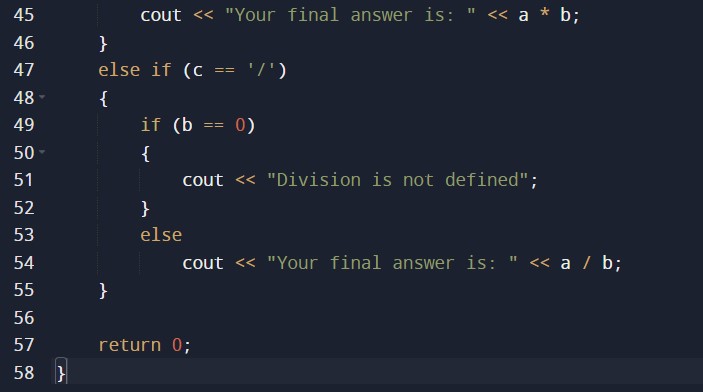 45 cout << "Your final answer is: " << a * b;
46 }
47 else if (c == '/')
48 {
49 if (b == 0)
50 {
51 cout << "Division is not defined";
52 }
53 else
54 cout << "Your final answer is: " << a / b;
55 }
56
57 return 0;
58 }